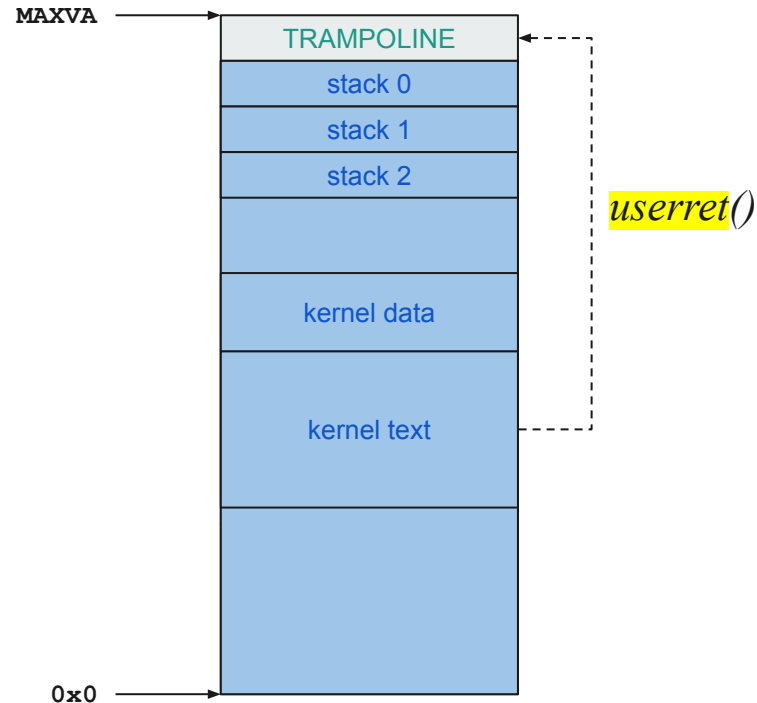 MAXVA
TRAMPOLINE
stack 0
stack 1
stack 2
userret()
kernel data
kernel text
0x0